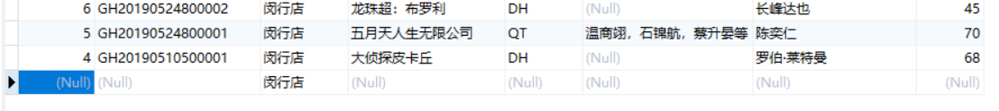 6 GH20190524800002 闵行店 龙珠超：布罗利 DH (Null) 长峰达也 45
5 GH20190524800001 闵行店 五月天人生无限公司 QT 温商翊，石锦航，蔡升晏等 陈奕仁 70
4 GH20190510500001 闵行店 大侦探皮卡丘 DH (Null) 罗伯·莱特曼 68
(Null) (Null) 闵行店 (Null) (Null) (Null) (Null) (Null)